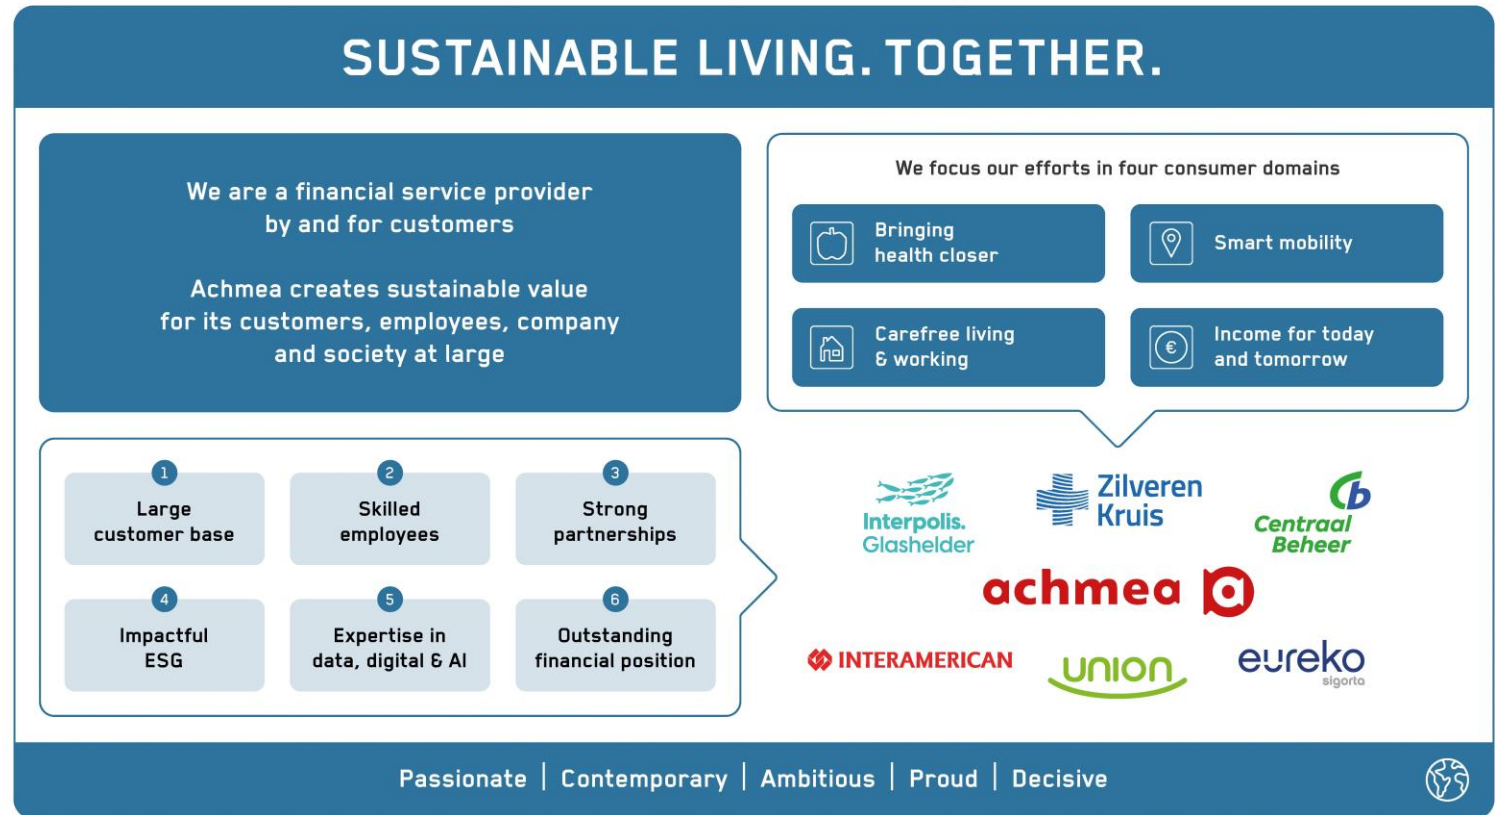 SUSTAINABLE LIVING. TOGETHER.
We are a financial service provider
by and for customers
Achmea creates sustainable value
for its customers, employees, company
and society at large
We focus our efforts in four consumer domains
Bringing
health closer
Smart mobility
Carefree living
& working
€
Income for today
and tomorrow
1
Large
customer base
2
Skilled
employees
3
Strong
partnerships
4
Impactful
ESG
5
Expertise in
data, digital & AI
6
Outstanding
financial position
Interpolis.
Glashelder
Zilveren
Kruis
Cb
Centraal
Beheer
achmea a
INTERAMERICAN
union
eureko
sigorta
Passionate | Contemporary | Ambitious | Proud | Decisive